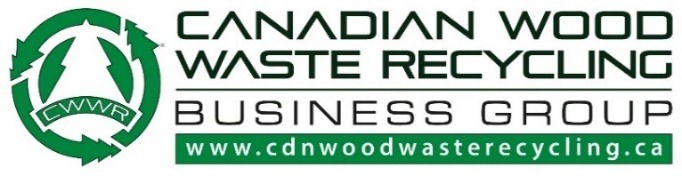 CWWR
CANADIAN WOOD
WASTE RECYCLING
BUSINESS GROUP
www.cdnwoodwasterecycling.ca